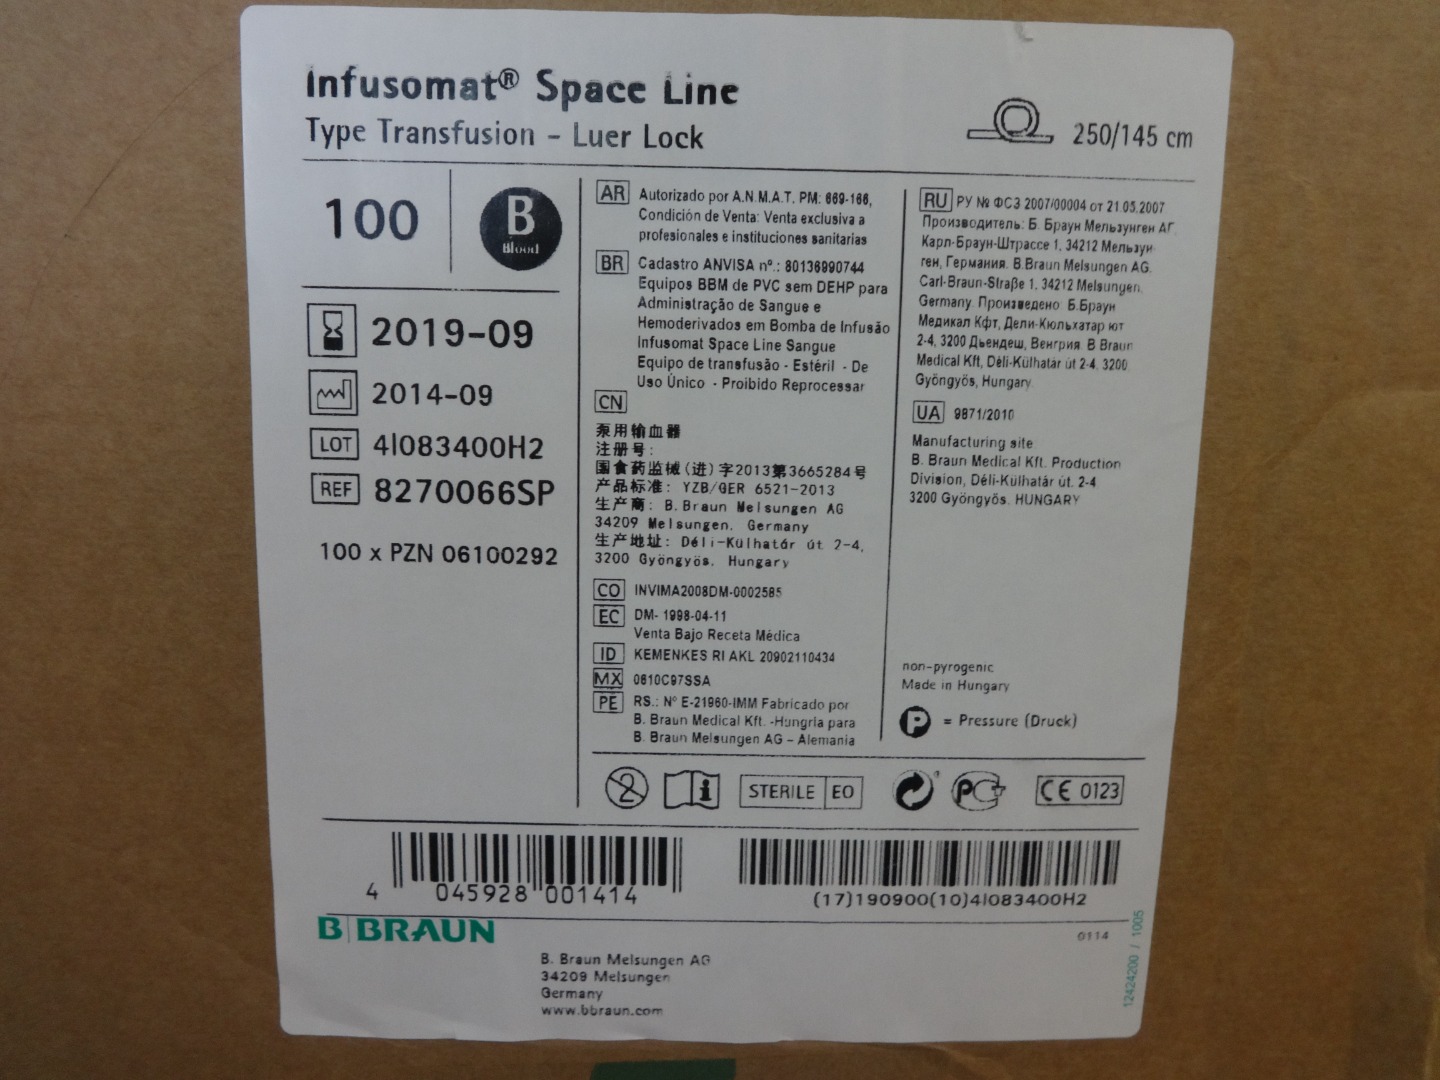 Infusomat® Space Line
Type Transfusion - Luer Lock
250/145 cm
100
B
Blood
2019-09
2014-09
LOT 4I083400H2
REF 8270066SP
100 x PZN 06100292
AR Autorizado por A.N.M.A.T. PM: 669-166,
Condición de Venta: Venta exclusiva a
profesionales e instituciones sanitarias
BR Cadastro ANVISA nº.: 80136990744
Equipos BBM de PVC sem DEHP para
Administração de Sangue e
Hemoderivados em Bomba de Infusão
Infusomat Space Line Sangue
Equipo de transfusão - Estéril - De
Uso Único - Proibido Reprocessar
CN
泵用输血器
注册号:
国食药监械(进)字2013第3665284号
产品标准: YZB/GER 6521-2013
生产商: B.Braun Melsungen AG
34209 Melsungen, Germany
生产地址: Déli-Külhatár út 2-4,
3200 Gyöngyös, Hungary
CO INVIMA2008DM-0002585
EC DM- 1998-04-11
Venta Bajo Receta Médica
ID KEMENKES RI AKL 20902110434
MX 0610C97SSA
PE RS.: Nº E-21960-IMM Fabricado por
B. Braun Medical Kft. -Hungria para
B. Braun Melsungen AG – Alemania
RU РУ № ФСЗ 2007/00004 от 21.05.2007
Производитель: Б. Браун Мельзунген АГ
Карл-Браун-Штрассе 1, 34212 Мельзун-
ген, Германия. B.Braun Melsungen AG.
Carl-Braun-Straße 1, 34212 Melsungen,
Germany. Произведено: Б.Браун
Медикал Кфт, Дели-Кюльхатар ют
2-4, 3200 Дьендеш, Венгрия. B Braun
Medical Kft, Déli-Külhatár út 2-4, 3200,
Gyöngyös, Hungary.
UA 9871/2010
Manufacturing site:
B. Braun Medical Kft. Production
Division, Déli-Külhatár út. 2-4
3200 Gyöngyös. HUNGARY
non-pyrogenic
Made in Hungary
P = Pressure (Druck)
2
i
STERILE EO
РСТ
CE 0123
4 045928 001414
(17)190900(10)4I083400H2
B|BRAUN
0114
B. Braun Melsungen AG
34209 Melsungen
Germany
www.bbraun.com
12424200 / 1005